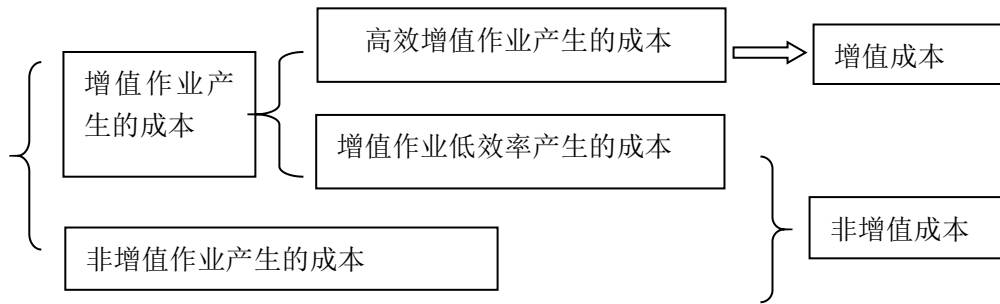 高效增值作业产生的成本
增值成本
增值作业产
生的成本
增值作业低效率产生的成本
非增值成本
非增值作业产生的成本